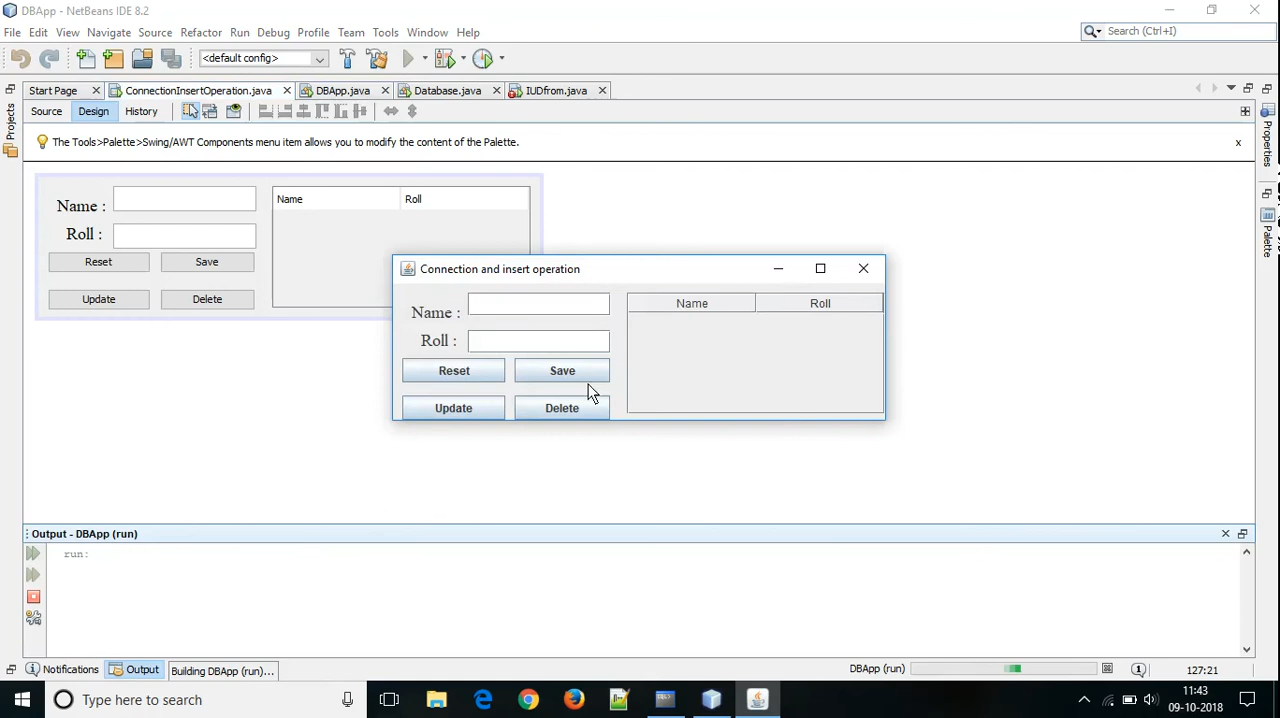 DBApp - NetBeans IDE 8.2
File Edit View Navigate Source Refactor Run Debug Profile Team Tools Window Help
Search (Ctrl+I)
<default config>
Start Page ConnectionInsertOperation.java DBApp.java Database.java IUDfrom.java
Source Design History
The Tools>Palette>Swing/AWT Components menu item allows you to modify the content of the Palette.
x
Projects
Properties
Palette
Name :
Roll :
Reset Save
Update Delete
Name Roll
Connection and insert operation
Name :
Roll :
Reset Save
Update Delete
Name Roll
Output - DBApp (run)
run:
Notifications Output Building DBApp (run)... DBApp (run) 127:21
Type here to search
11:43
09-10-2018